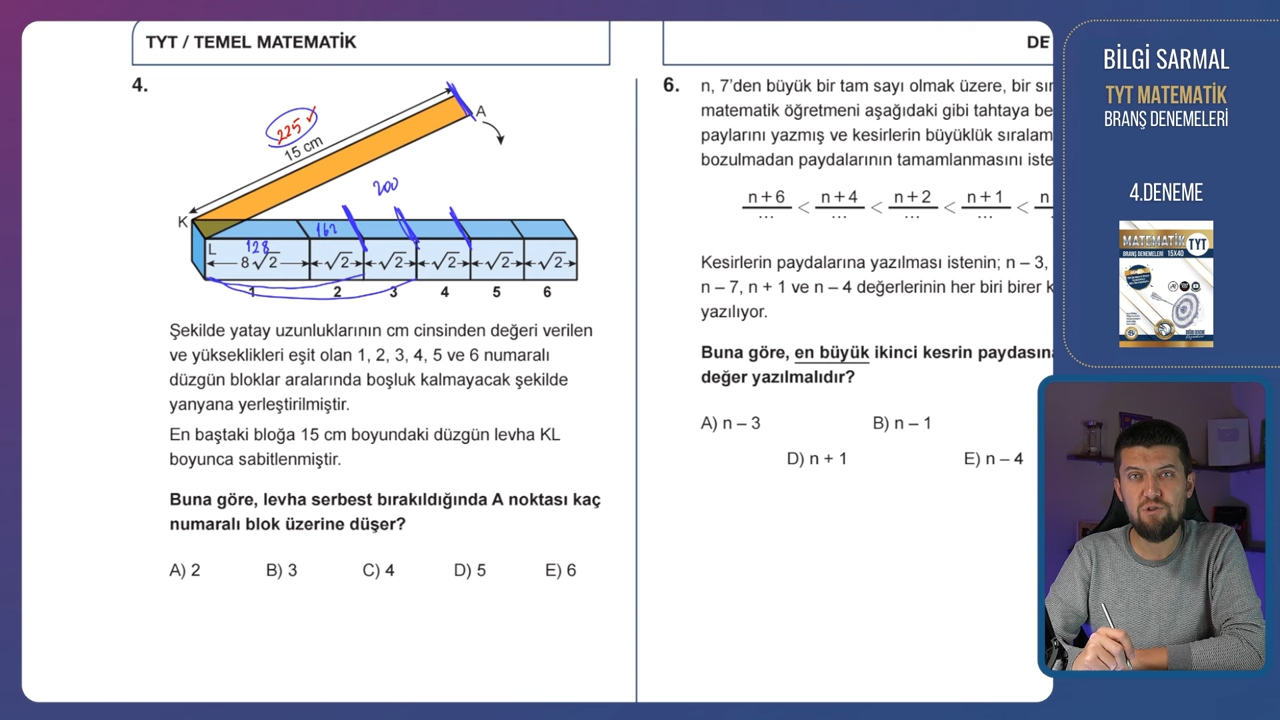 TYT / TEMEL MATEMATİK
4.
225 ✓
15 cm
A
200
K
162
L
128
8√2
√2
√2
√2
√2
√2
1
2
3
4
5
6
Şekilde yatay uzunluklarının cm cinsinden değeri verilen
ve yükseklikleri eşit olan 1, 2, 3, 4, 5 ve 6 numaralı
düzgün bloklar aralarında boşluk kalmayacak şekilde
yanyana yerleştirilmiştir.
En baştaki bloğa 15 cm boyundaki düzgün levha KL
boyunca sabitlenmiştir.
Buna göre, levha serbest bırakıldığında A noktası kaç
numaralı blok üzerine düşer?
A) 2 B) 3 C) 4 D) 5 E) 6
DE
6.
n, 7'den büyük bir tam sayı olmak üzere, bir sır
matematik öğretmeni aşağıdaki gibi tahtaya be
paylarını yazmış ve kesirlerin büyüklük sıralam
bozulmadan paydalarının tamamlanmasını iste
n + 6 < n + 4 < n + 2 < n + 1 < n
... ... ... ... ...
Kesirlerin paydalarına yazılması istenin; n – 3,
n – 7, n + 1 ve n – 4 değerlerinin her biri birer k
yazılıyor.
Buna göre, en büyük ikinci kesrin paydasına
değer yazılmalıdır?
A) n – 3 B) n – 1
D) n + 1 E) n – 4
BİLGİ SARMAL
TYT MATEMATİK
BRANŞ DENEMELERİ
4.DENEME
MATEMATİK TYT
BRANŞ DENEMELERİ 15X40